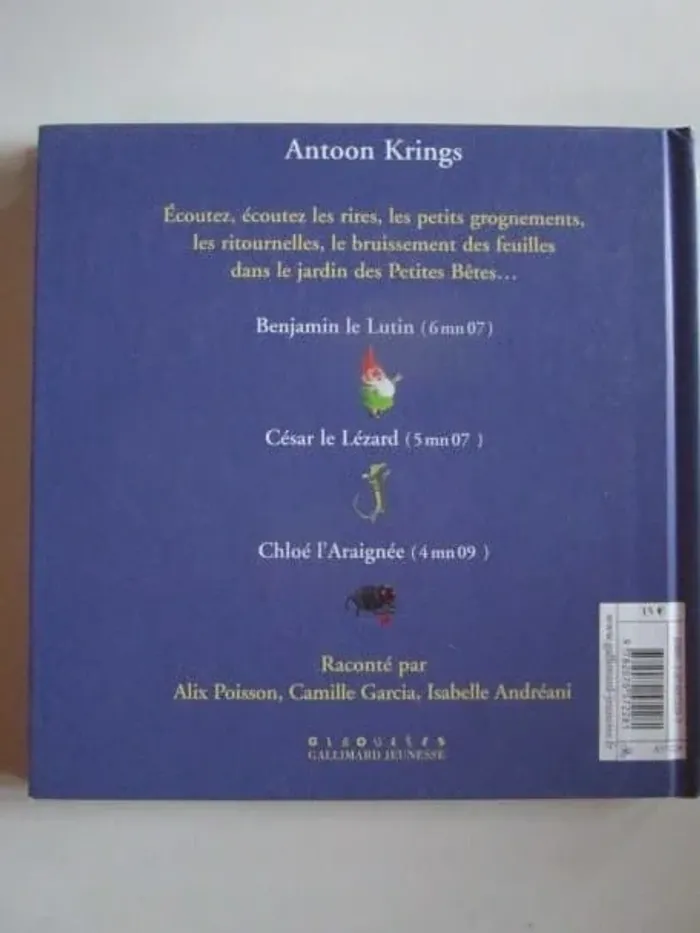 Antoon Krings
Écoutez, écoutez les rires, les petits grognements,
les ritournelles, le bruissement des feuilles
dans le jardin des Petites Bêtes...
Benjamin le Lutin (6 mn 07)
César le Lézard (5 mn 07 )
Chloé l'Araignée (4 mn 09 )
Raconté par
Alix Poisson, Camille Garcia, Isabelle Andréani
GIBOULÉES
GALLIMARD JEUNESSE